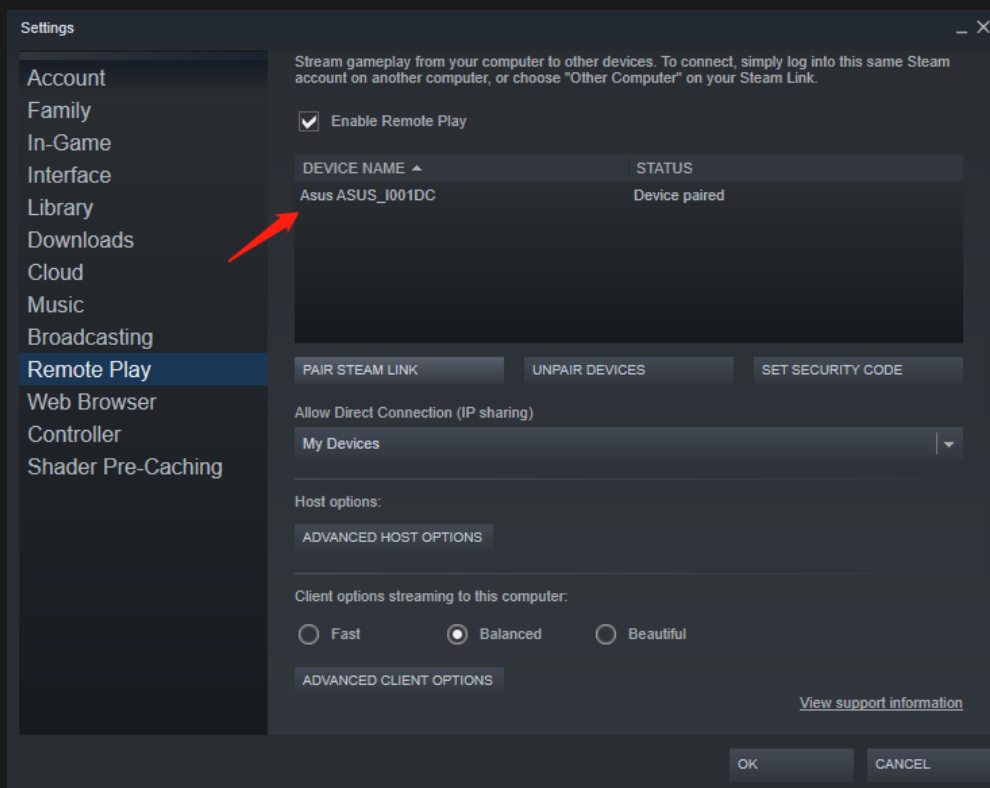 Settings
Account
Family
In-Game
Interface
Library
Downloads
Cloud
Music
Broadcasting
Remote Play
Web Browser
Controller
Shader Pre-Caching
Stream gameplay from your computer to other devices. To connect, simply log into this same Steam
account on another computer, or choose "Other Computer" on your Steam Link.
Enable Remote Play
DEVICE NAME STATUS
Asus ASUS_I001DC Device paired
PAIR STEAM LINK UNPAIR DEVICES SET SECURITY CODE
Allow Direct Connection (IP sharing)
My Devices
Host options:
ADVANCED HOST OPTIONS
Client options streaming to this computer:
Fast Balanced Beautiful
ADVANCED CLIENT OPTIONS
View support information
OK CANCEL